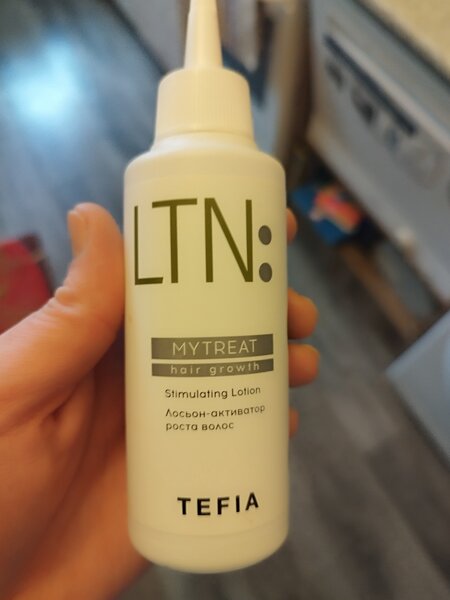 LTN:
MYTREAT
hair growth
Stimulating Lotion
Лосьон-активатор
роста волос
TEFIA